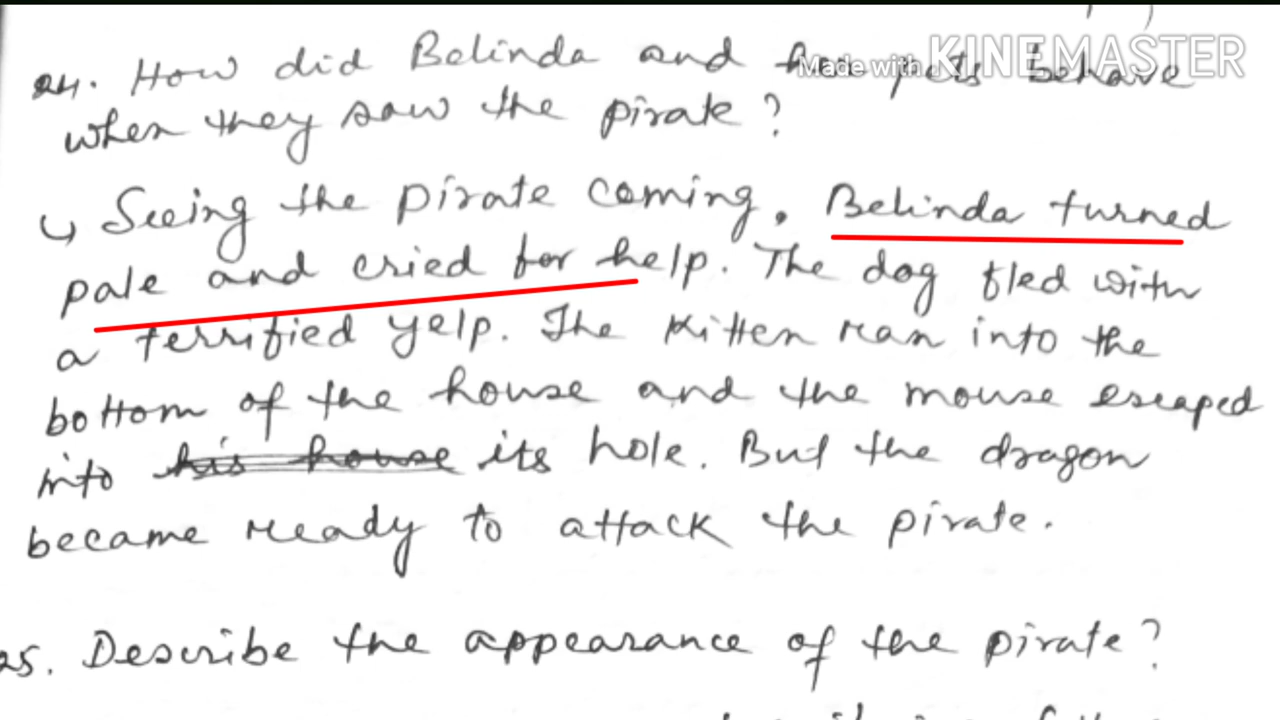 24. How did Belinda and her pets behave
Made with KINEMASTER
when they saw the pirate?
↳ Seeing the pirate coming, Belinda turned
pale and cried for help. The dog fled with
a terrified yelp. The kitten ran into the
bottom of the house and the mouse escaped
into his house its hole. But the dragon
became ready to attack the pirate.
25. Describe the appearance of the pirate?